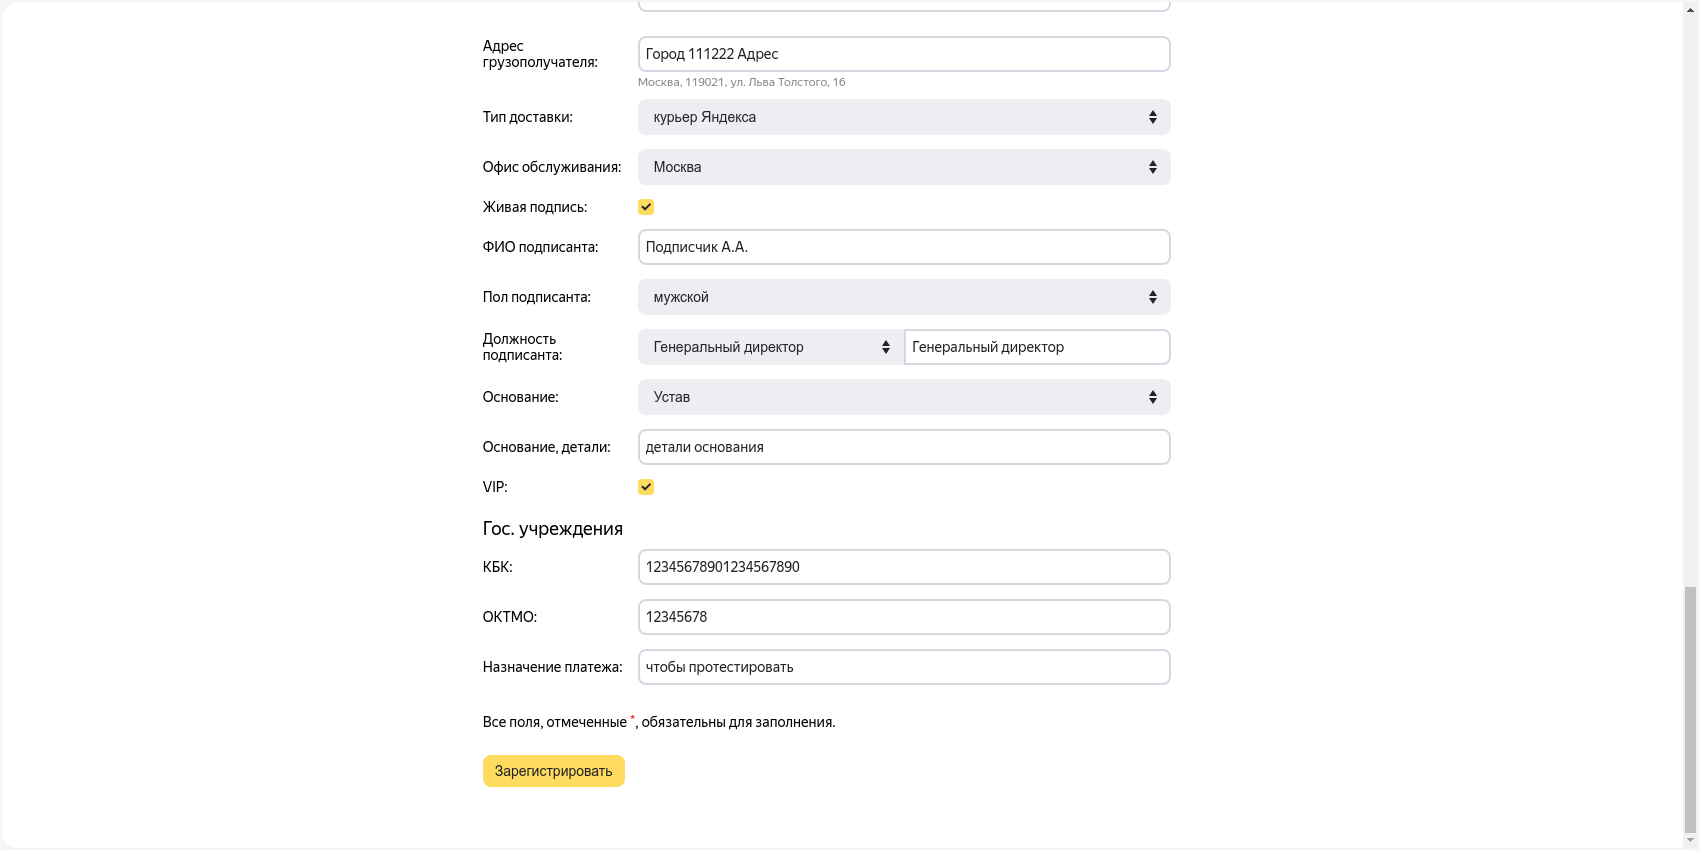 Адрес
грузополучателя:
Город 111222 Адрес
Москва, 119021, ул. Льва Толстого, 16
Тип доставки:
курьер Яндекса
Офис обслуживания:
Москва
Живая подпись:
ФИО подписанта:
Подписчик А.А.
Пол подписанта:
мужской
Должность
подписанта:
Генеральный директор
Генеральный директор
Основание:
Устав
Основание, детали:
детали основания
VIP:
Гос. учреждения
КБК:
12345678901234567890
ОКТМО:
12345678
Назначение платежа:
чтобы протестировать
Все поля, отмеченные *, обязательны для заполнения.
Зарегистрировать